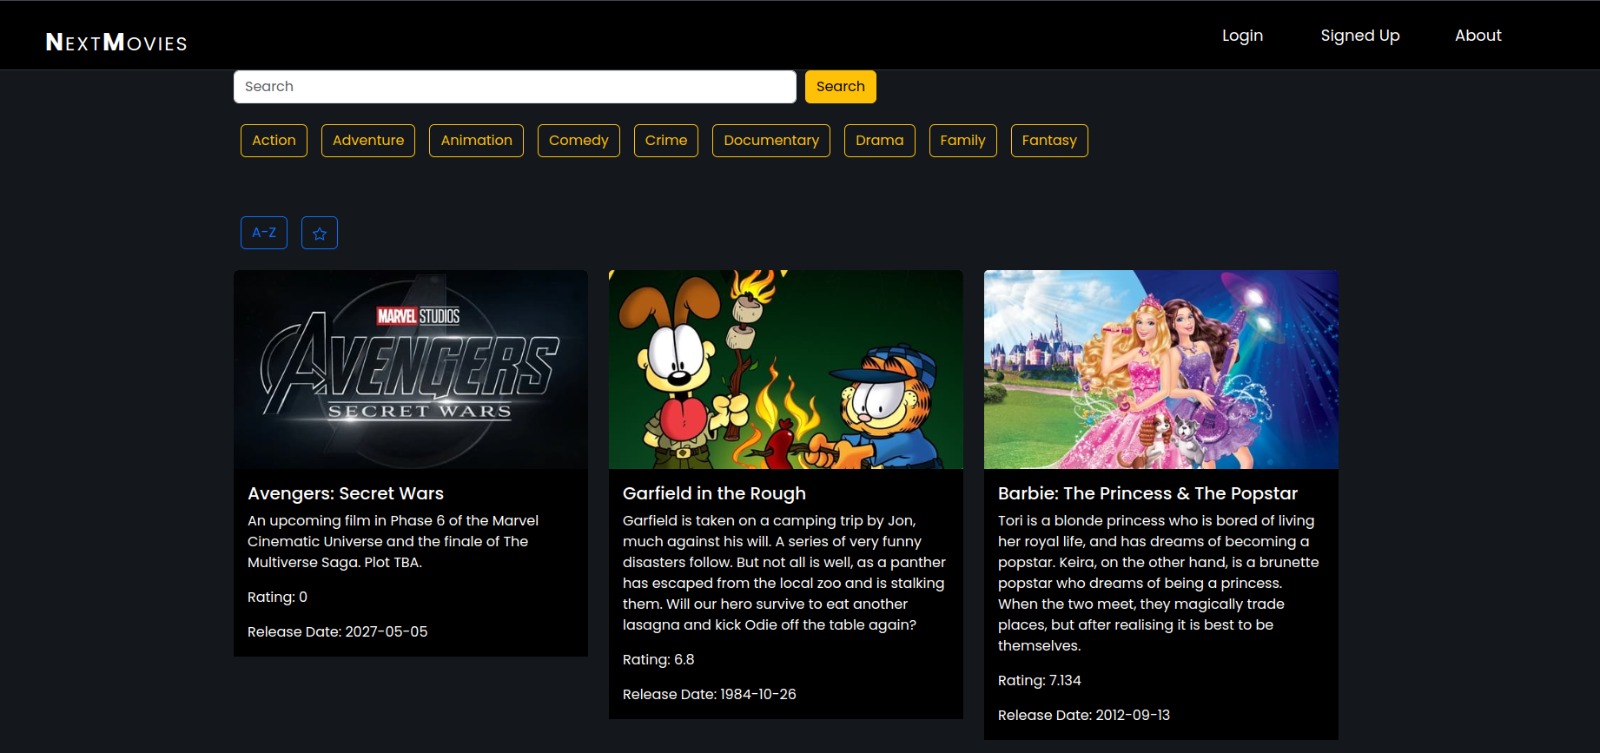 NEXTMOVIES
Login
Signed Up
About
Search
Search
Action
Adventure
Animation
Comedy
Crime
Documentary
Drama
Family
Fantasy
A-Z
MARVEL STUDIOS
AVENGERS
SECRET WARS
Avengers: Secret Wars
An upcoming film in Phase 6 of the Marvel
Cinematic Universe and the finale of The
Multiverse Saga. Plot TBA.
Rating: 0
Release Date: 2027-05-05
Garfield in the Rough
Garfield is taken on a camping trip by Jon,
much against his will. A series of very funny
disasters follow. But not all is well, as a panther
has escaped from the local zoo and is stalking
them. Will our hero survive to eat another
lasagna and kick Odie off the table again?
Rating: 6.8
Release Date: 1984-10-26
Barbie: The Princess & The Popstar
Tori is a blonde princess who is bored of living
her royal life, and has dreams of becoming a
popstar. Keira, on the other hand, is a brunette
popstar who dreams of being a princess.
When the two meet, they magically trade
places, but after realising it is best to be
themselves.
Rating: 7.134
Release Date: 2012-09-13